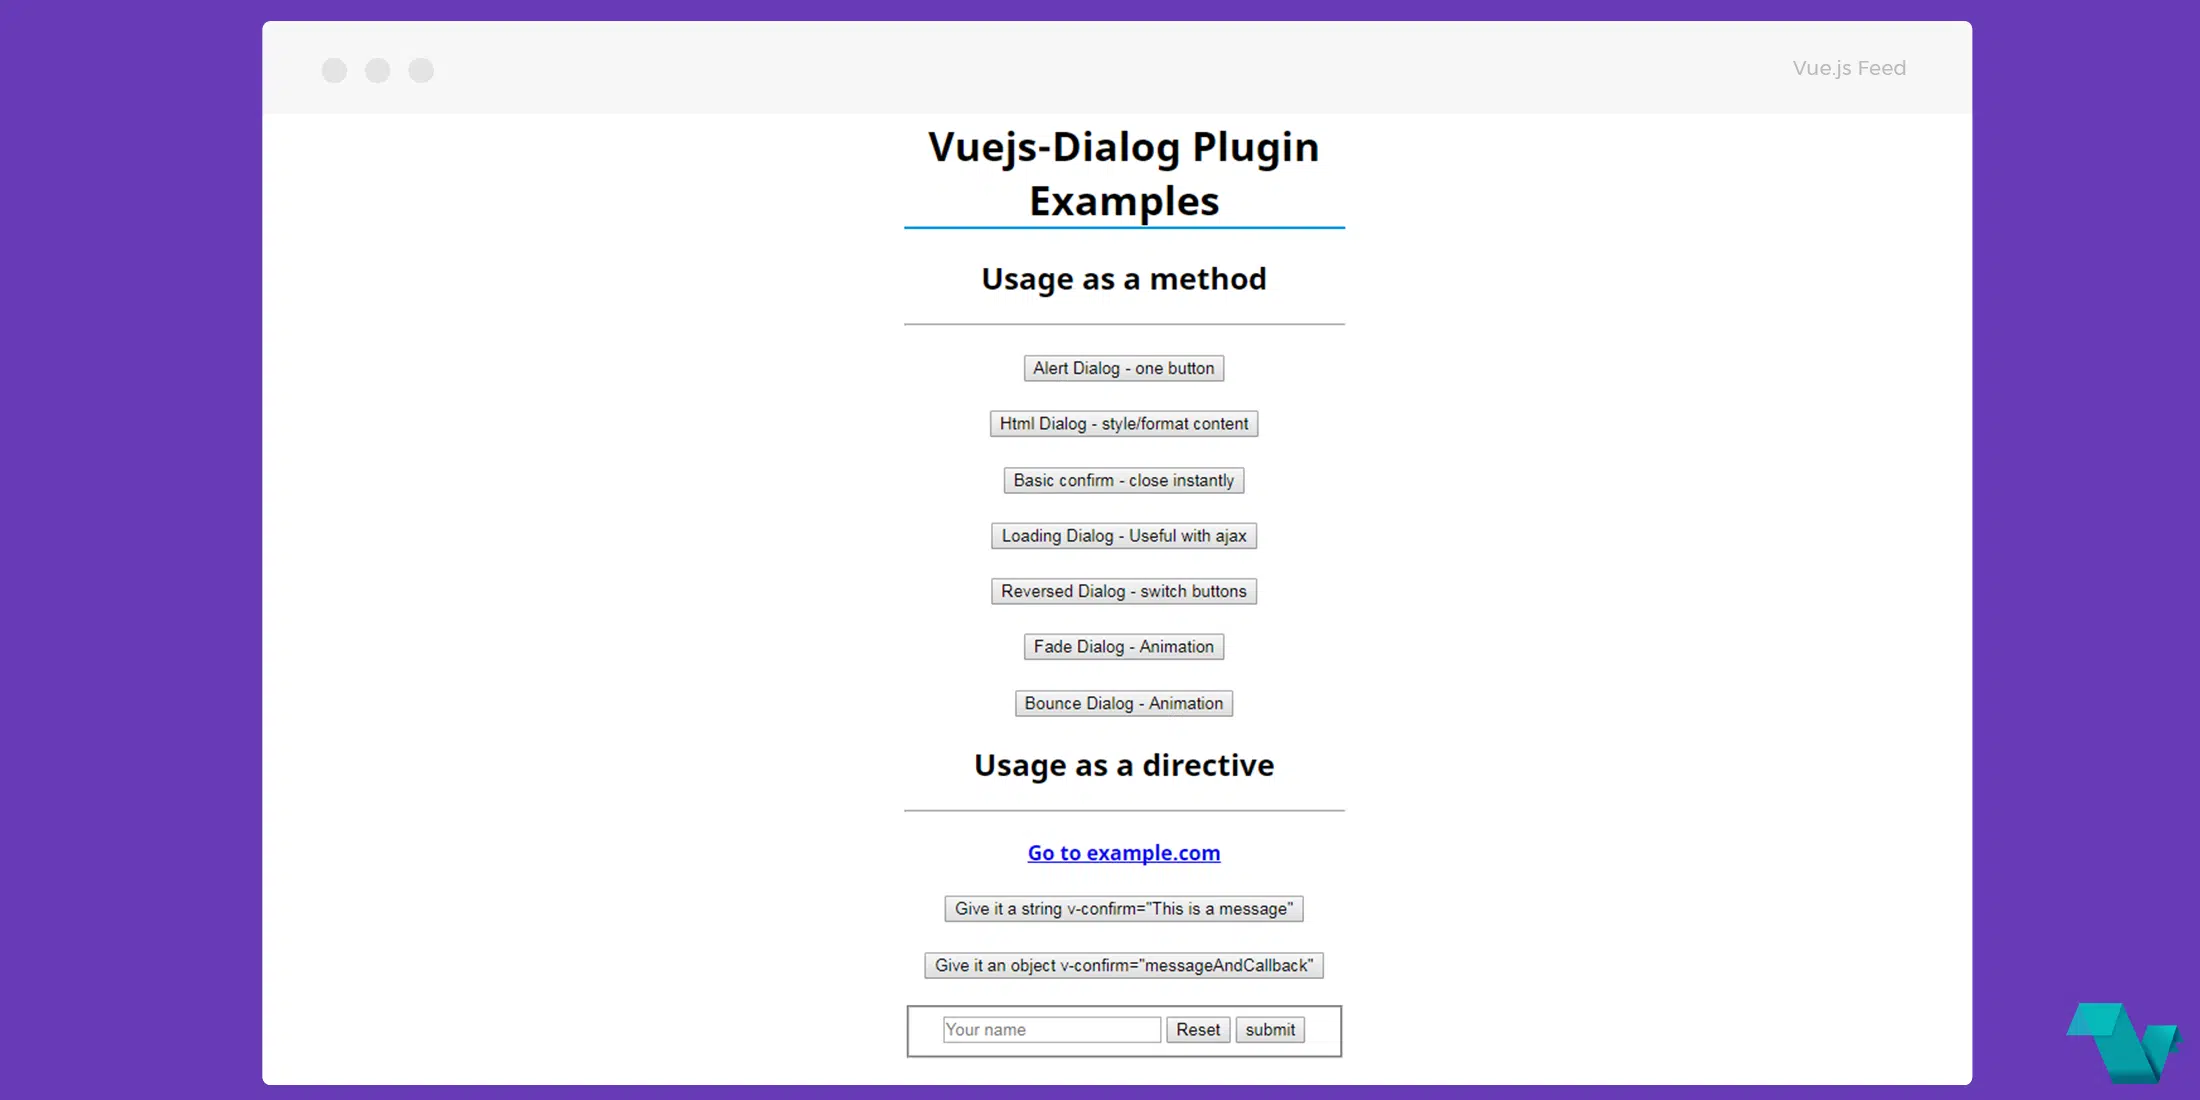 Vue.js Feed
Vuejs-Dialog Plugin
Examples
Usage as a method
Alert Dialog - one button
Html Dialog - style/format content
Basic confirm - close instantly
Loading Dialog - Useful with ajax
Reversed Dialog - switch buttons
Fade Dialog - Animation
Bounce Dialog - Animation
Usage as a directive
Go to example.com
Give it a string v-confirm="This is a message"
Give it an object v-confirm="messageAndCallback"
Your name Reset submit